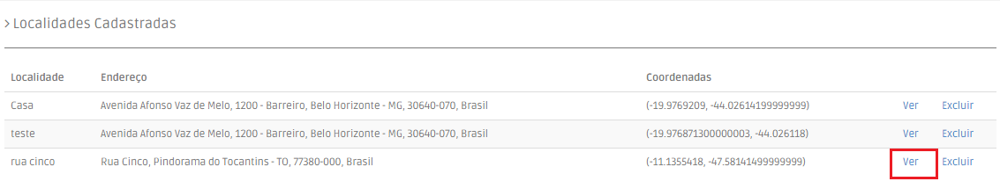 > Localidades Cadastradas
Localidade Endereço Coordenadas
Casa Avenida Afonso Vaz de Melo, 1200 - Barreiro, Belo Horizonte - MG, 30640-070, Brasil (-19.9769209, -44.02614199999999) Ver Excluir
teste Avenida Afonso Vaz de Melo, 1200 - Barreiro, Belo Horizonte - MG, 30640-070, Brasil (-19.976871300000003, -44.026118) Ver Excluir
rua cinco Rua Cinco, Pindorama do Tocantins - TO, 77380-000, Brasil (-11.1355418, -47.58141499999999) Ver Excluir